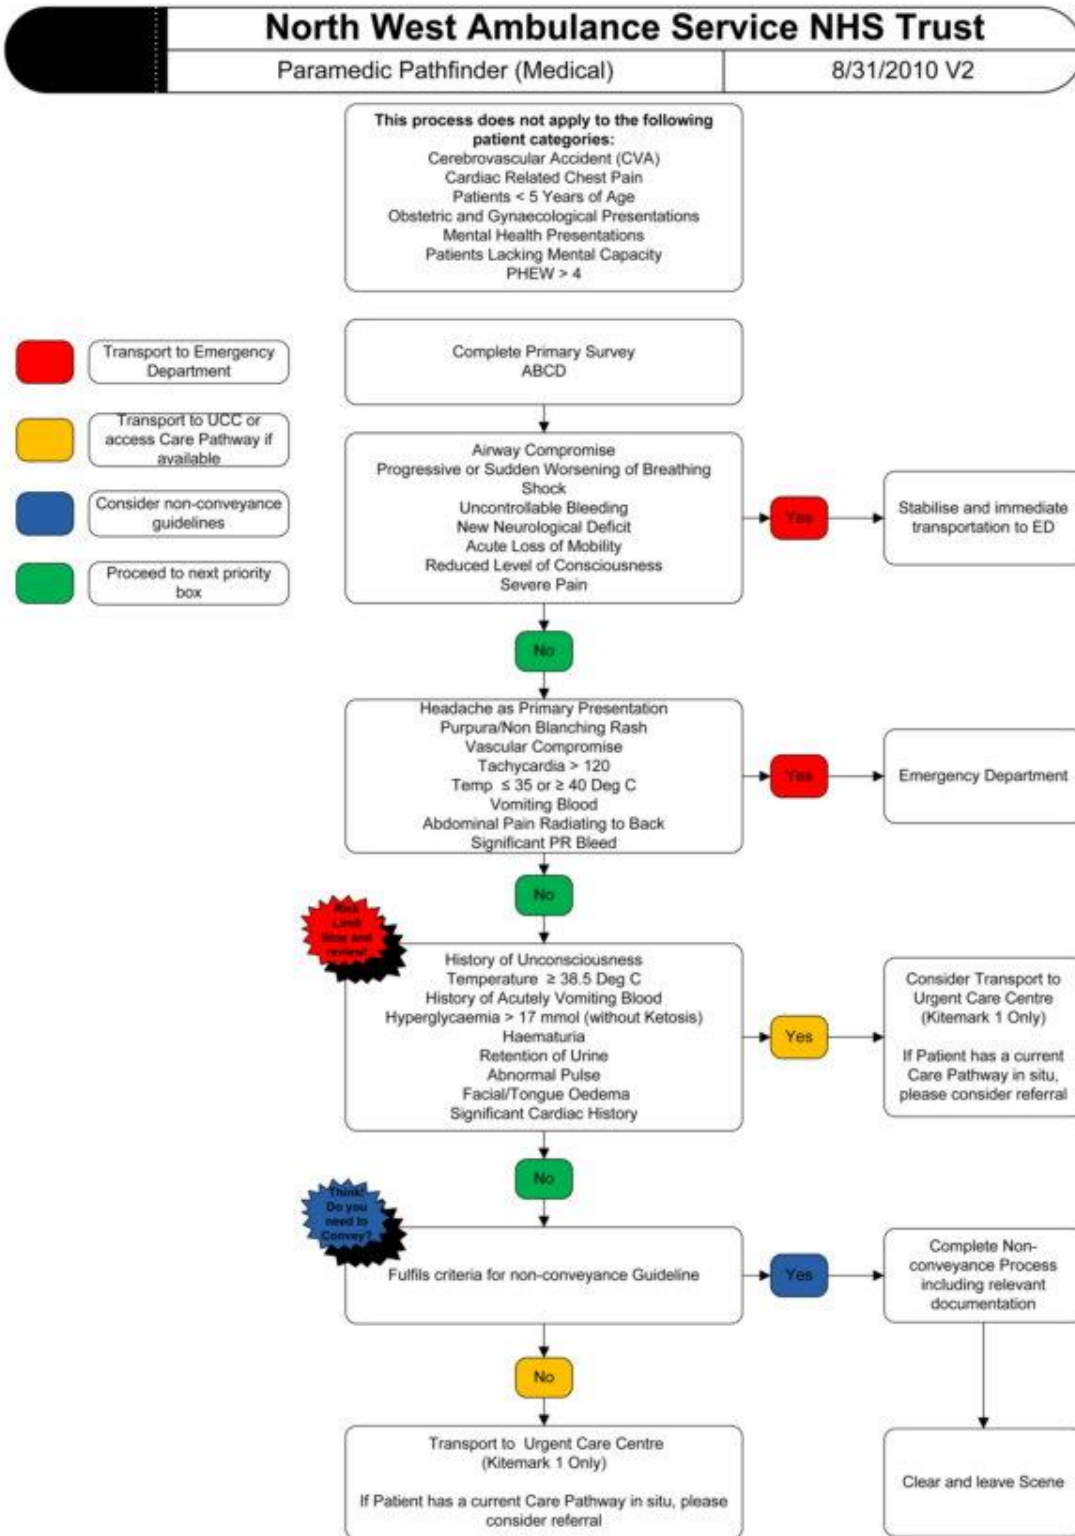 North West Ambulance Service NHS Trust
Paramedic Pathfinder (Medical)
8/31/2010 V2
This process does not apply to the following
patient categories:
Cerebrovascular Accident (CVA)
Cardiac Related Chest Pain
Patients < 5 Years of Age
Obstetric and Gynaecological Presentations
Mental Health Presentations
Patients Lacking Mental Capacity
PHEW > 4
Transport to Emergency
Department
Transport to UCC or
access Care Pathway if
available
Consider non-conveyance
guidelines
Proceed to next priority
box
Complete Primary Survey
ABCD
Airway Compromise
Progressive or Sudden Worsening of Breathing
Shock
Uncontrollable Bleeding
New Neurological Deficit
Acute Loss of Mobility
Reduced Level of Consciousness
Severe Pain
Yes
Stabilise and immediate
transportation to ED
No
Headache as Primary Presentation
Purpura/Non Blanching Rash
Vascular Compromise
Tachycardia > 120
Temp ≤ 35 or ≥ 40 Deg C
Vomiting Blood
Abdominal Pain Radiating to Back
Significant PR Bleed
Yes
Emergency Department
No
Limit
review!
History of Unconsciousness
Temperature ≥ 38.5 Deg C
History of Acutely Vomiting Blood
Hyperglycaemia > 17 mmol (without Ketosis)
Haematuria
Retention of Urine
Abnormal Pulse
Facial/Tongue Oedema
Significant Cardiac History
Yes
Consider Transport to
Urgent Care Centre
(Kitemark 1 Only)
If Patient has a current
Care Pathway in situ,
please consider referral
No
Think!
Do you
need to
Convey?
Fulfils criteria for non-conveyance Guideline
Yes
Complete Non-
conveyance Process
including relevant
documentation
No
Transport to Urgent Care Centre
(Kitemark 1 Only)
If Patient has a current Care Pathway in situ, please
consider referral
Clear and leave Scene